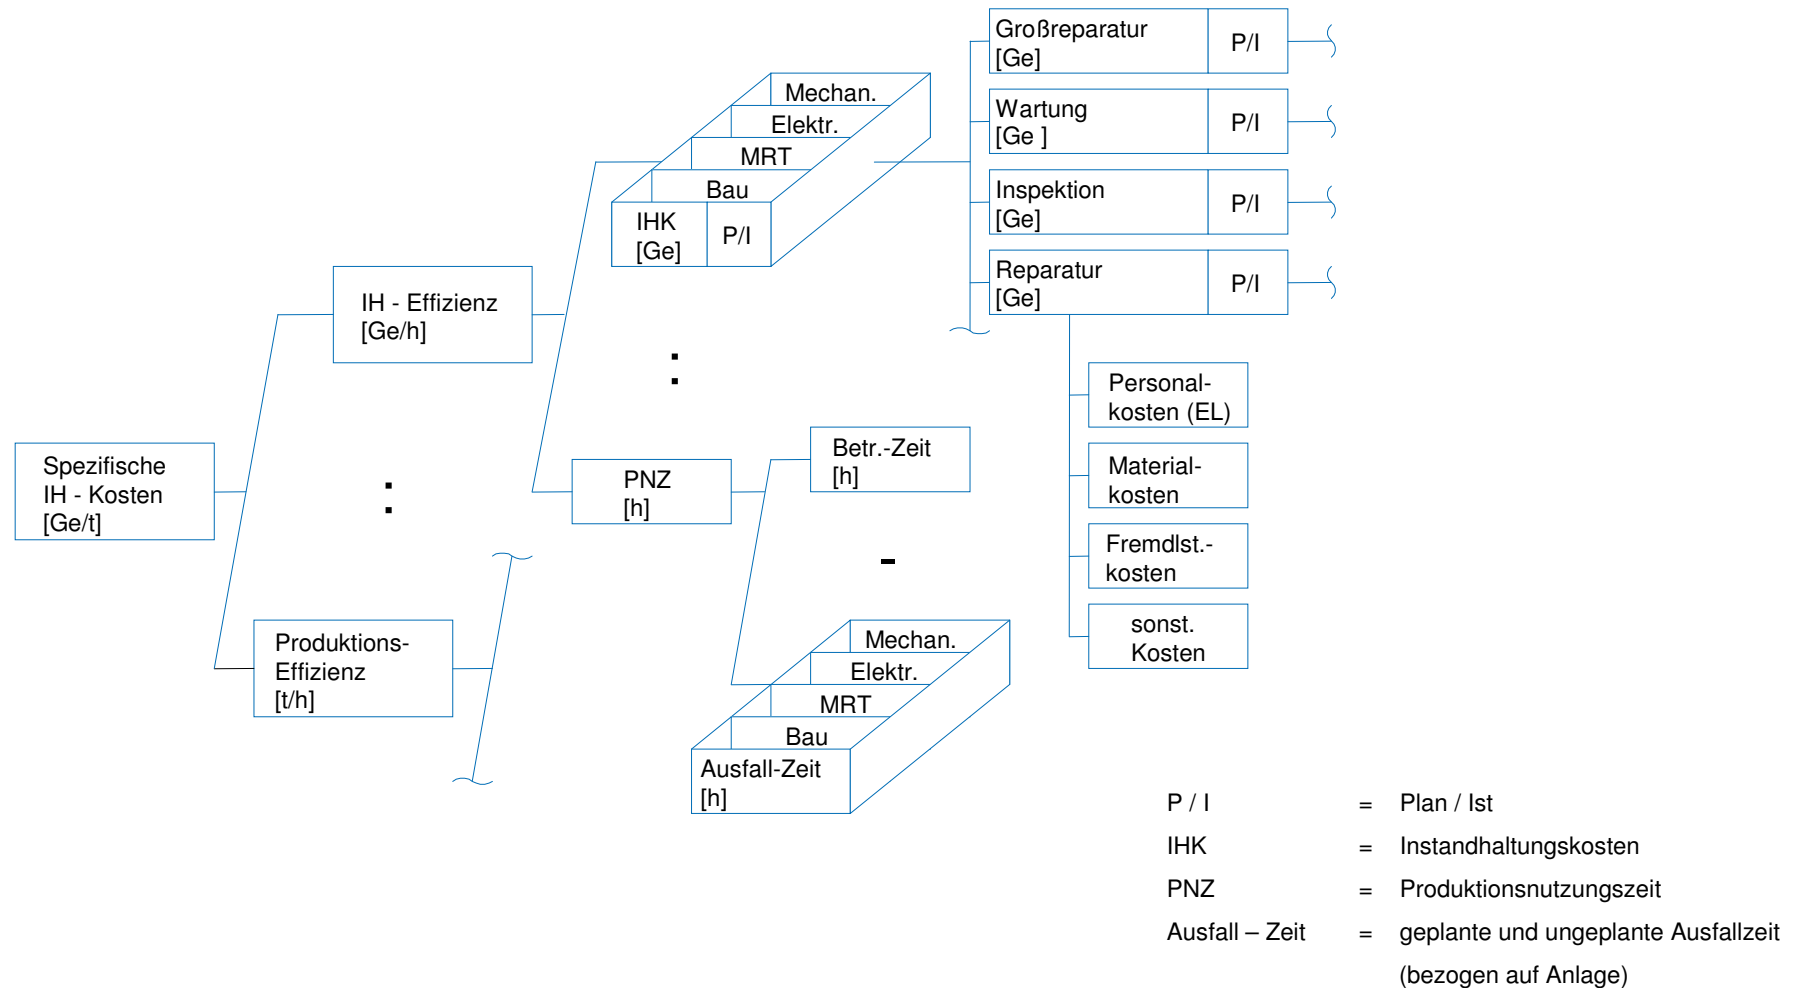 Großreparatur
[Ge]
P/I
Wartung
[Ge ]
P/I
Inspektion
[Ge]
P/I
Reparatur
[Ge]
P/I
Mechan.
Elektr.
MRT
Bau
IHK
[Ge]
P/I
IH - Effizienz
[Ge/h]
:
:
Spezifische
IH - Kosten
[Ge/t]
Produktions-
Effizienz
[t/h]
PNZ
[h]
Betr.-Zeit
[h]
-
Mechan.
Elektr.
MRT
Bau
Ausfall-Zeit
[h]
Personal-
kosten (EL)
Material-
kosten
Fremdlst.-
kosten
sonst.
Kosten
P / I = Plan / Ist
IHK = Instandhaltungskosten
PNZ = Produktionsnutzungszeit
Ausfall – Zeit = geplante und ungeplante Ausfallzeit
(bezogen auf Anlage)